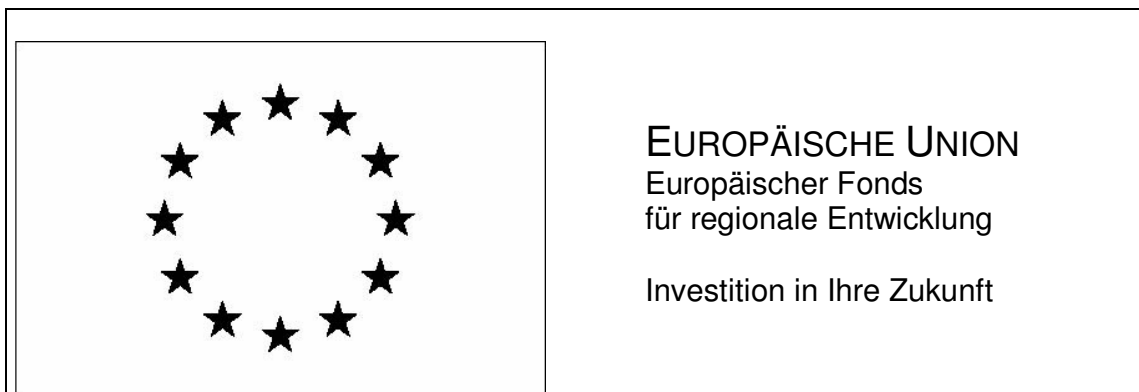 EUROPÄISCHE UNION
Europäischer Fonds
für regionale Entwicklung
Investition in Ihre Zukunft